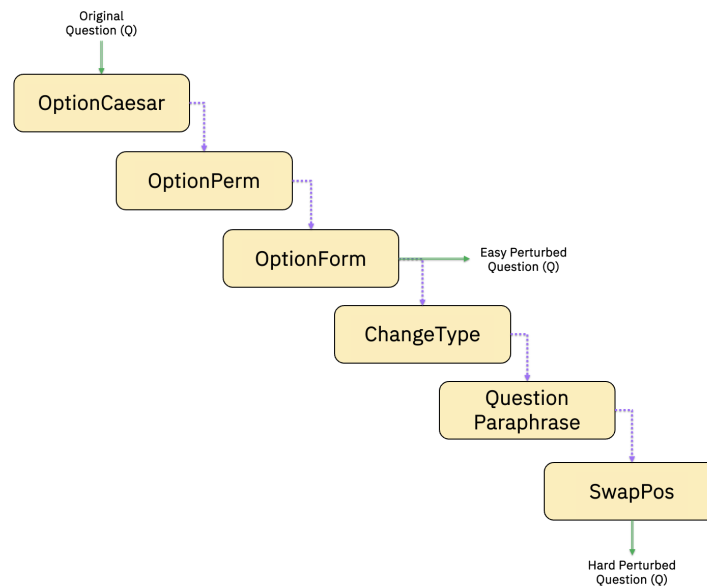 Original
Question (Q)
OptionCaesar
OptionPerm
OptionForm
Easy Perturbed
Question (Q)
ChangeType
Question
Paraphrase
SwapPos
Hard Perturbed
Question (Q)